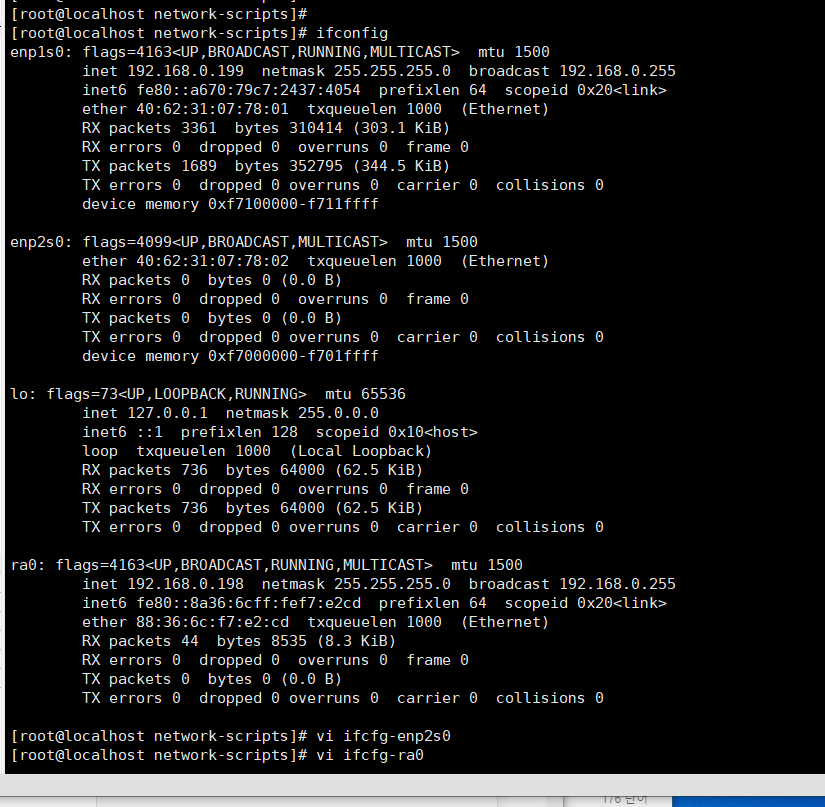 [root@localhost network-scripts]#
[root@localhost network-scripts]# ifconfig
enp1s0: flags=4163<UP,BROADCAST,RUNNING,MULTICAST>  mtu 1500
        inet 192.168.0.199  netmask 255.255.255.0  broadcast 192.168.0.255
        inet6 fe80::a670:79c7:2437:4054  prefixlen 64  scopeid 0x20<link>
        ether 40:62:31:07:78:01  txqueuelen 1000  (Ethernet)
        RX packets 3361  bytes 310414 (303.1 KiB)
        RX errors 0  dropped 0  overruns 0  frame 0
        TX packets 1689  bytes 352795 (344.5 KiB)
        TX errors 0  dropped 0 overruns 0  carrier 0  collisions 0
        device memory 0xf7100000-f711ffff

enp2s0: flags=4099<UP,BROADCAST,MULTICAST>  mtu 1500
        ether 40:62:31:07:78:02  txqueuelen 1000  (Ethernet)
        RX packets 0  bytes 0 (0.0 B)
        RX errors 0  dropped 0  overruns 0  frame 0
        TX packets 0  bytes 0 (0.0 B)
        TX errors 0  dropped 0 overruns 0  carrier 0  collisions 0
        device memory 0xf7000000-f701ffff

lo: flags=73<UP,LOOPBACK,RUNNING>  mtu 65536
        inet 127.0.0.1  netmask 255.0.0.0
        inet6 ::1  prefixlen 128  scopeid 0x10<host>
        loop  txqueuelen 1000  (Local Loopback)
        RX packets 736  bytes 64000 (62.5 KiB)
        RX errors 0  dropped 0  overruns 0  frame 0
        TX packets 736  bytes 64000 (62.5 KiB)
        TX errors 0  dropped 0 overruns 0  carrier 0  collisions 0

ra0: flags=4163<UP,BROADCAST,RUNNING,MULTICAST>  mtu 1500
        inet 192.168.0.198  netmask 255.255.255.0  broadcast 192.168.0.255
        inet6 fe80::8a36:6cff:fef7:e2cd  prefixlen 64  scopeid 0x20<link>
        ether 88:36:6c:f7:e2:cd  txqueuelen 1000  (Ethernet)
        RX packets 44  bytes 8535 (8.3 KiB)
        RX errors 0  dropped 0  overruns 0  frame 0
        TX packets 0  bytes 0 (0.0 B)
        TX errors 0  dropped 0 overruns 0  carrier 0  collisions 0

[root@localhost network-scripts]# vi ifcfg-enp2s0
[root@localhost network-scripts]# vi ifcfg-ra0